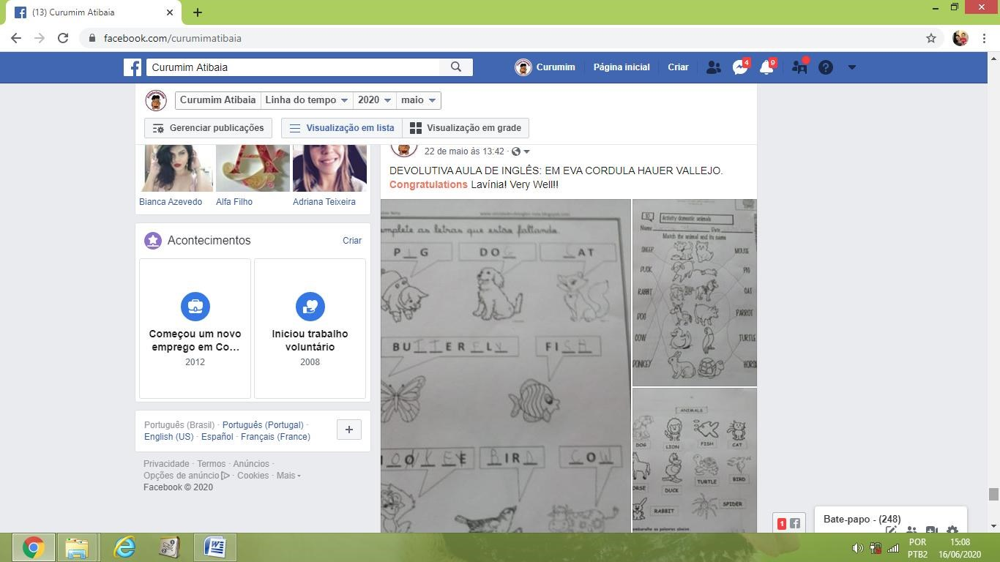 (13) Curumim Atibaia
facebook.com/curumimatibaia
Curumim Atibaia
Curumim
Página inicial
Criar
4
9
Curumim Atibaia
Linha do tempo
2020
maio
Gerenciar publicações
Visualização em lista
Visualização em grade
Bianca Azevedo
Alfa Filho
Adriana Teixeira
Acontecimentos
Criar
Começou um novo
emprego em Co...
2012
Iniciou trabalho
voluntário
2008
Português (Brasil) · Português (Portugal) ·
English (US) · Español · Français (France)
Privacidade · Termos · Anúncios ·
Opções de anúncio · Cookies · Mais
Facebook © 2020
22 de maio às 13:42 ·
DEVOLUTIVA AULA DE INGLÊS: EM EVA CORDULA HAUER VALLEJO.
Congratulations Lavínia! Very Well!!
mplete as letras que estão faltando.
PIG
DOG
CAT
BUTTERFLY
FISH
BIRD
COW
Activity domestic animals
Name
Date
Match the animal and its name
SHEEP
MOUSE
DUCK
PIG
RABBIT
CAT
DOG
PARROT
COW
TURTLE
DONKEY
HORS
ANIMALS
DOG
LION
FISH
CAT
ORSE
DUCK
TURTLE
BIRD
RABBIT
SPIDER
embaralhe as palavras abaixo.
1
Bate-papo - (248)
POR
PTB2
15:08
16/06/2020